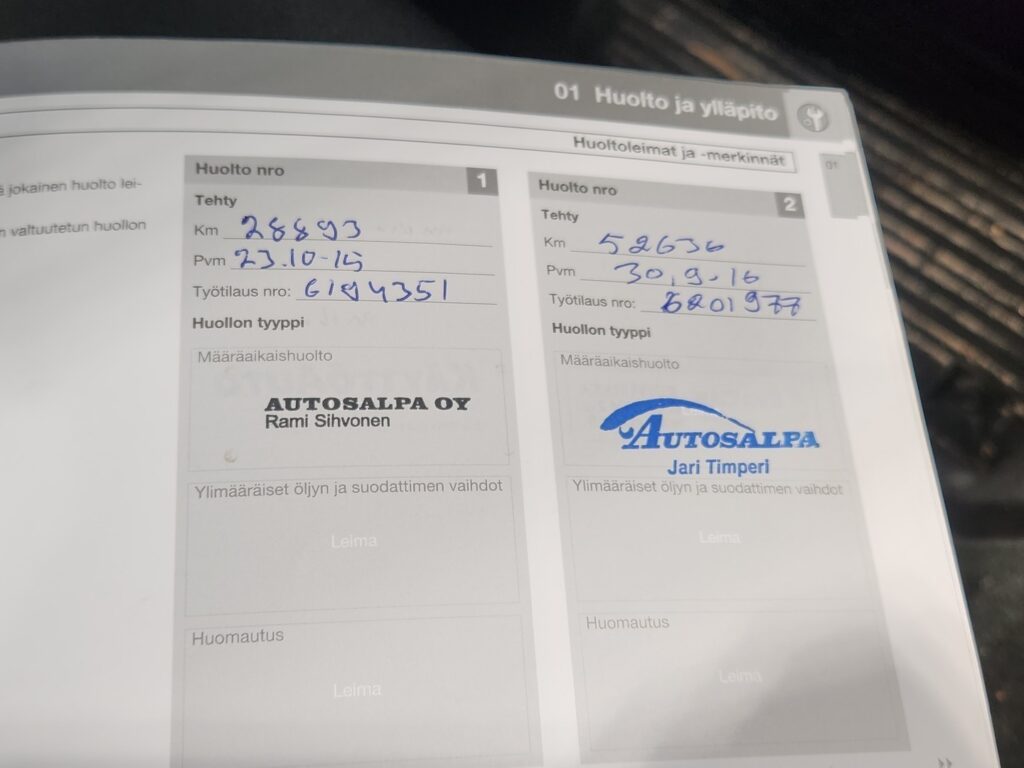 01 Huolto ja ylläpito
Huoltoleimat ja -merkinnät
01
jokainen huolto lei-
valtuutetun huollon
Huolto nro 1
Tehty
Km 28893
Pvm 23.10-15
Työtilaus nro: 6194351
Huollon tyyppi
Määräaikaishuolto
AUTOSALPA OY
Rami Sihvonen
Ylimääräiset öljyn ja suodattimen vaihdot
Leima
Huomautus
Leima
Huolto nro 2
Tehty
Km 52636
Pvm 30.9-16
Työtilaus nro: 6201977
Huollon tyyppi
Määräaikaishuolto
AUTOSALPA
Jari Timperi
Ylimääräiset öljyn ja suodattimen vaihdot
Leima
Huomautus
Leima